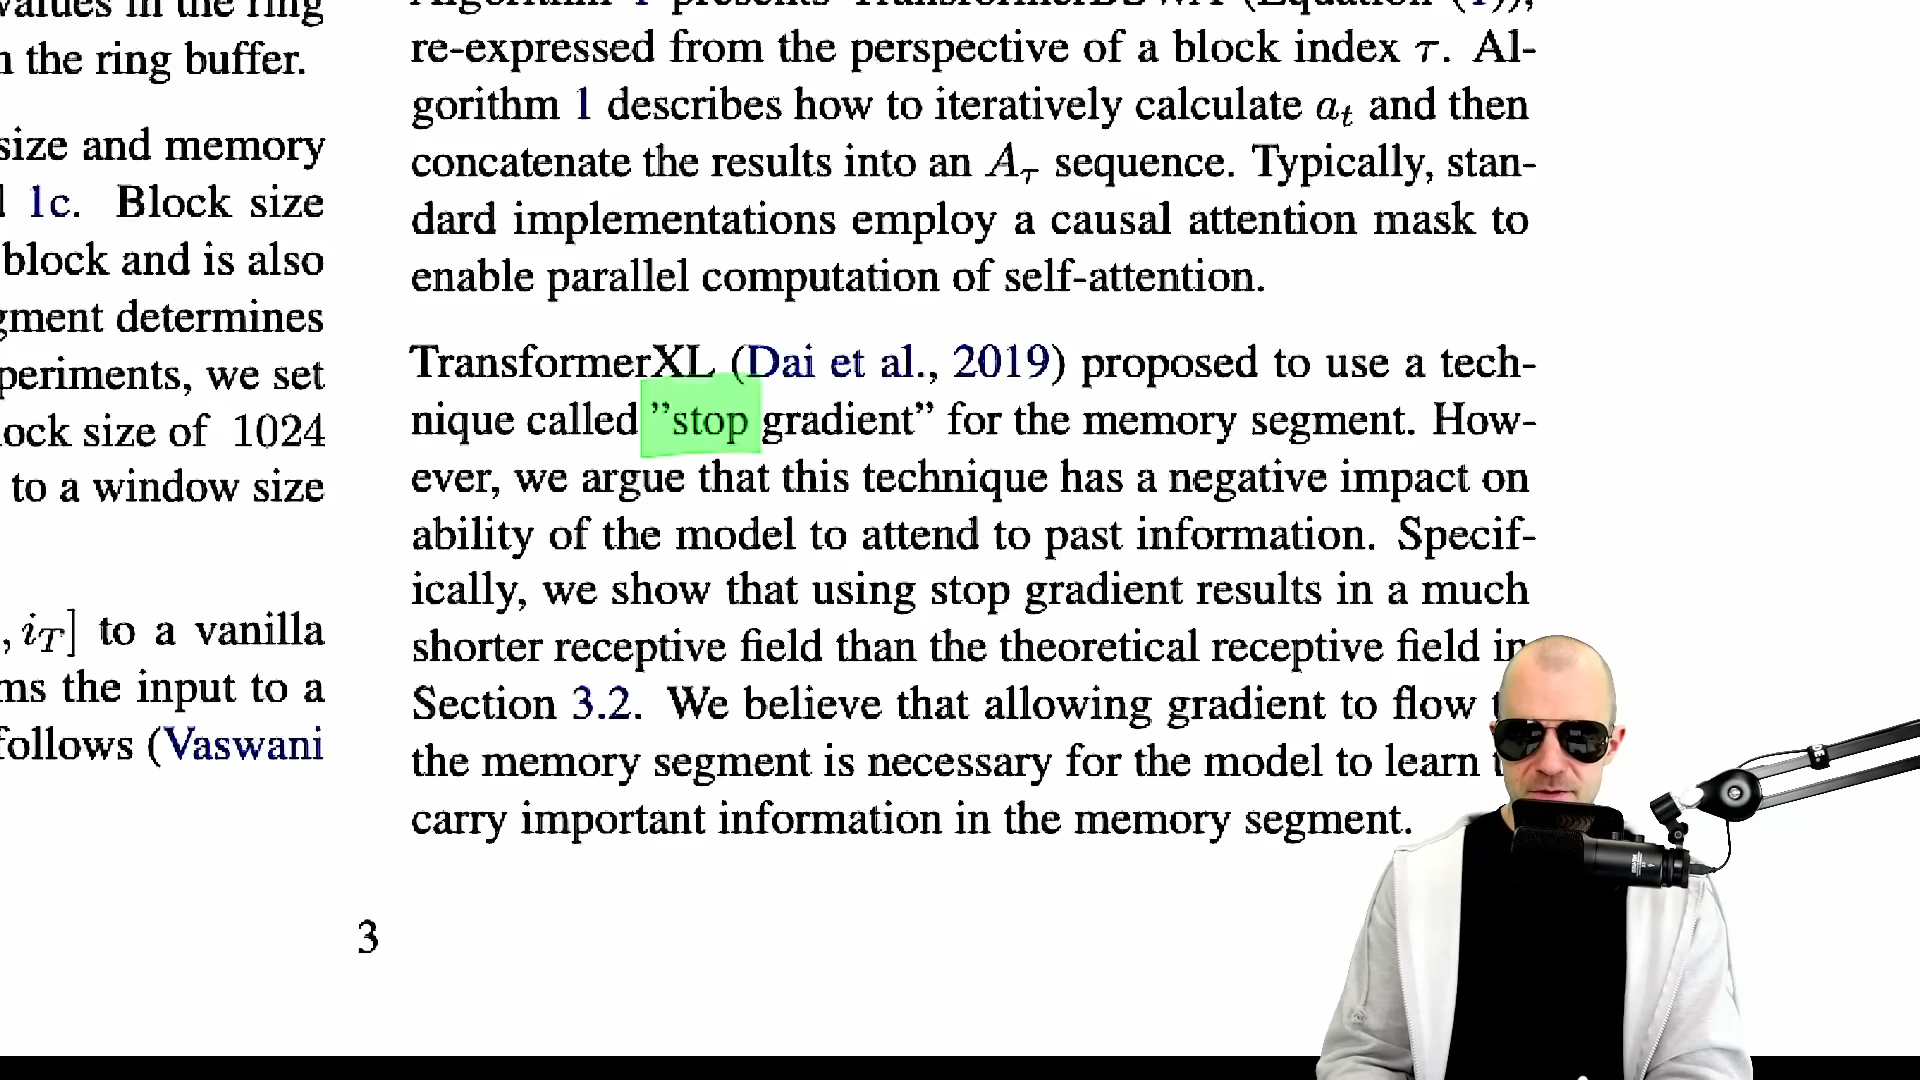 values in the ring
the ring buffer.
size and memory
1c. Block size
block and is also
determines
we set
size of 1024
to a window size
, iT] to a vanilla
the input to a
follows (Vaswani
re-expressed from the perspective of a block index τ. Al-
gorithm 1 describes how to iteratively calculate at and then
concatenate the results into an Aτ sequence. Typically, stan-
dard implementations employ a causal attention mask to
enable parallel computation of self-attention.
TransformerXL (Dai et al., 2019) proposed to use a tech-
nique called ”stop gradient” for the memory segment. How-
ever, we argue that this technique has a negative impact on
ability of the model to attend to past information. Specif-
ically, we show that using stop gradient results in a much
shorter receptive field than the theoretical receptive field in
Section 3.2. We believe that allowing gradient to flow
the memory segment is necessary for the model to learn
carry important information in the memory segment.
3